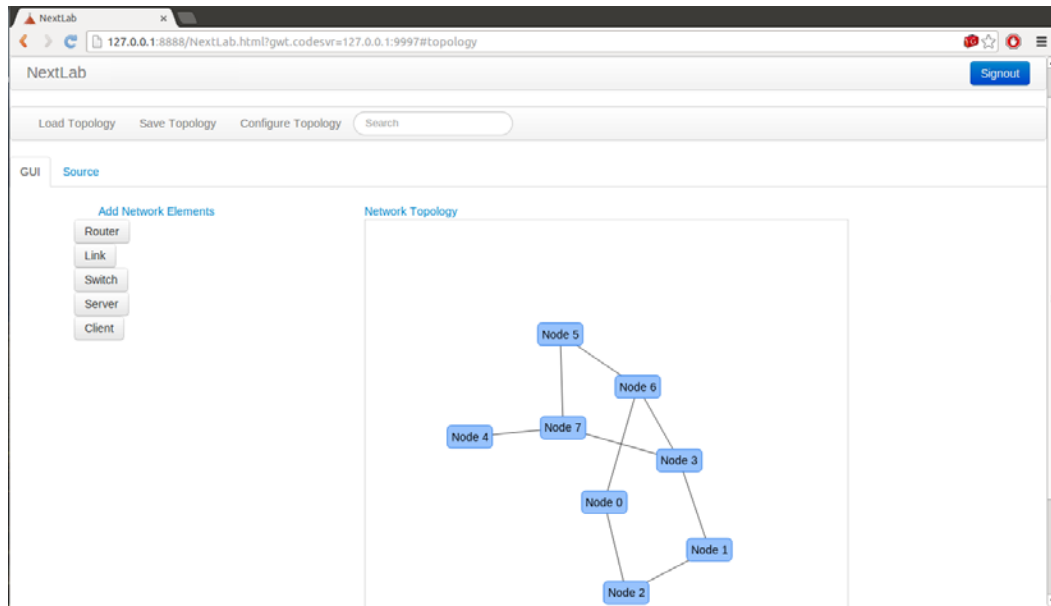 NextLab ×
127.0.0.1:8888/NextLab.html?gwt.codesvr=127.0.0.1:9997#topology
NextLab Signout
Load Topology Save Topology Configure Topology Search
GUI Source
Add Network Elements Network Topology
Router
Link
Switch
Server
Client
Node 5
Node 6
Node 7
Node 4
Node 3
Node 0
Node 1
Node 2